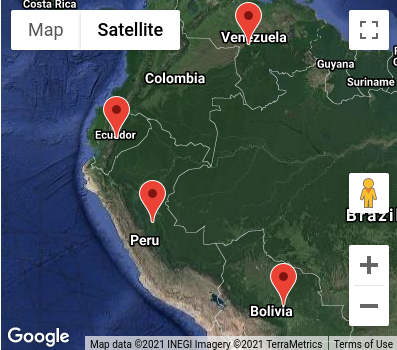 Costa Rica
Map
Satellite
Venezuela
Guyana
Colombia
Suriname
Ecuador
Brazil
Peru
Bolivia
Google
Map data ©2021 INEGI Imagery ©2021 TerraMetrics
Terms of Use